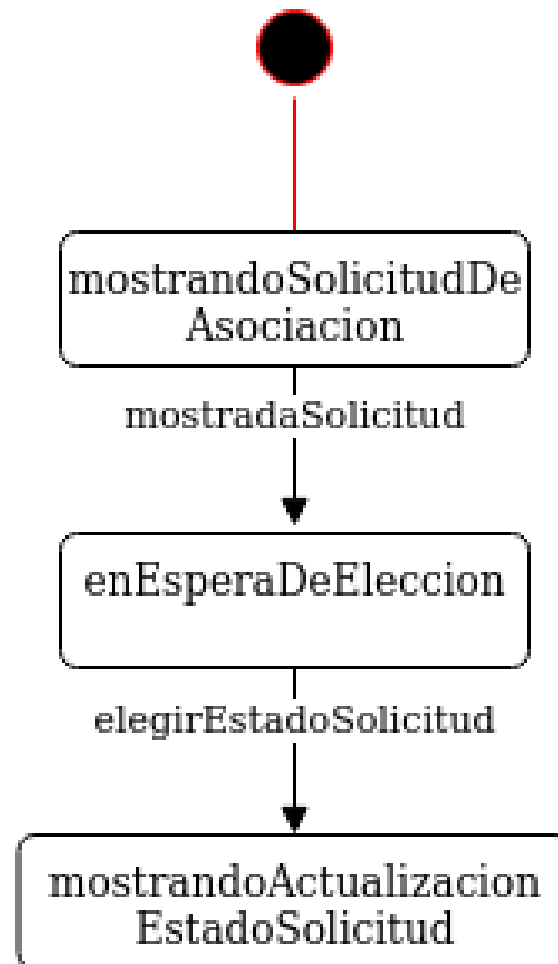 mostrandoSolicitudDe
Asociacion
mostradaSolicitud
enEsperaDeEleccion
elegirEstadoSolicitud
mostrandoActualizacion
EstadoSolicitud